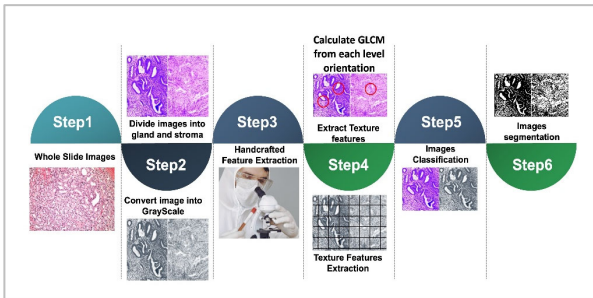 Step1
Whole Slide Images
Divide images into
gland and stroma
Step2
Convert image into
GrayScale
Step3
Handcrafted
Feature Extraction
Calculate GLCM
from each level
orientation
Extract Texture
features
Step4
Texture Features
Extraction
Step5
Images
Classification
Images
segmentation
Step6